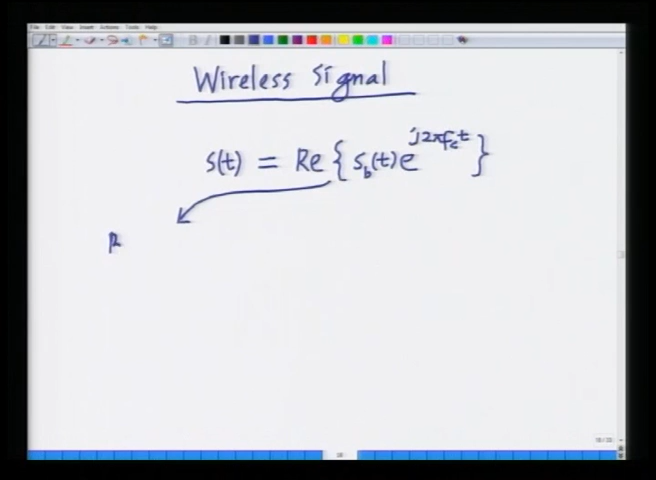 Wireless Signal
s(t) = Re { s_b(t) e^{j2πf_c t} }